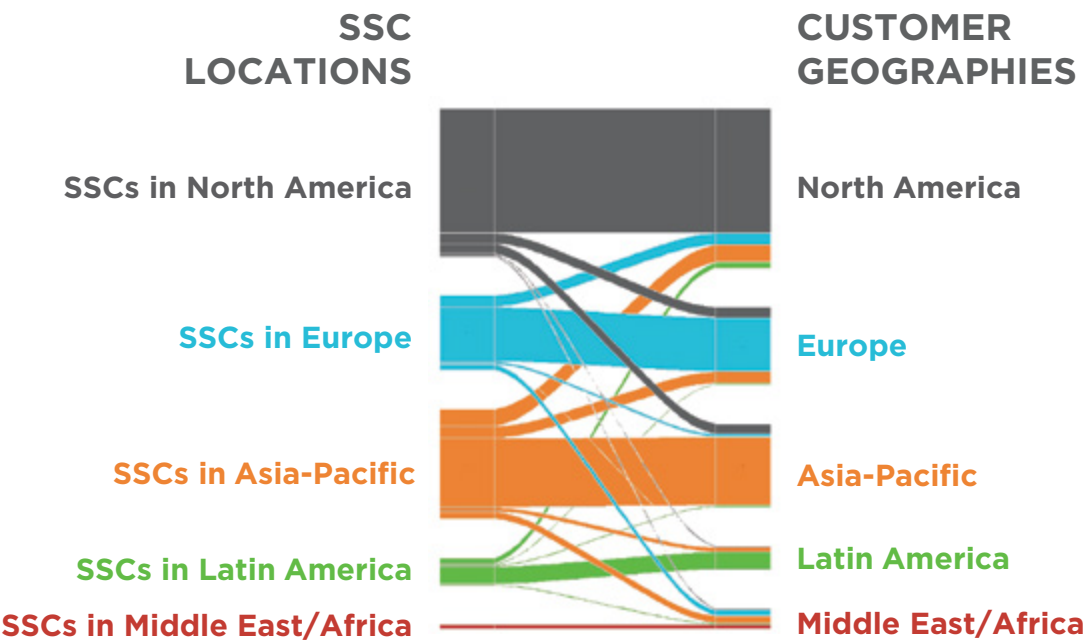 SSC
LOCATIONS
CUSTOMER
GEOGRAPHIES
SSCs in North America
North America
SSCs in Europe
Europe
SSCs in Asia-Pacific
Asia-Pacific
SSCs in Latin America
Latin America
SSCs in Middle East/Africa
Middle East/Africa